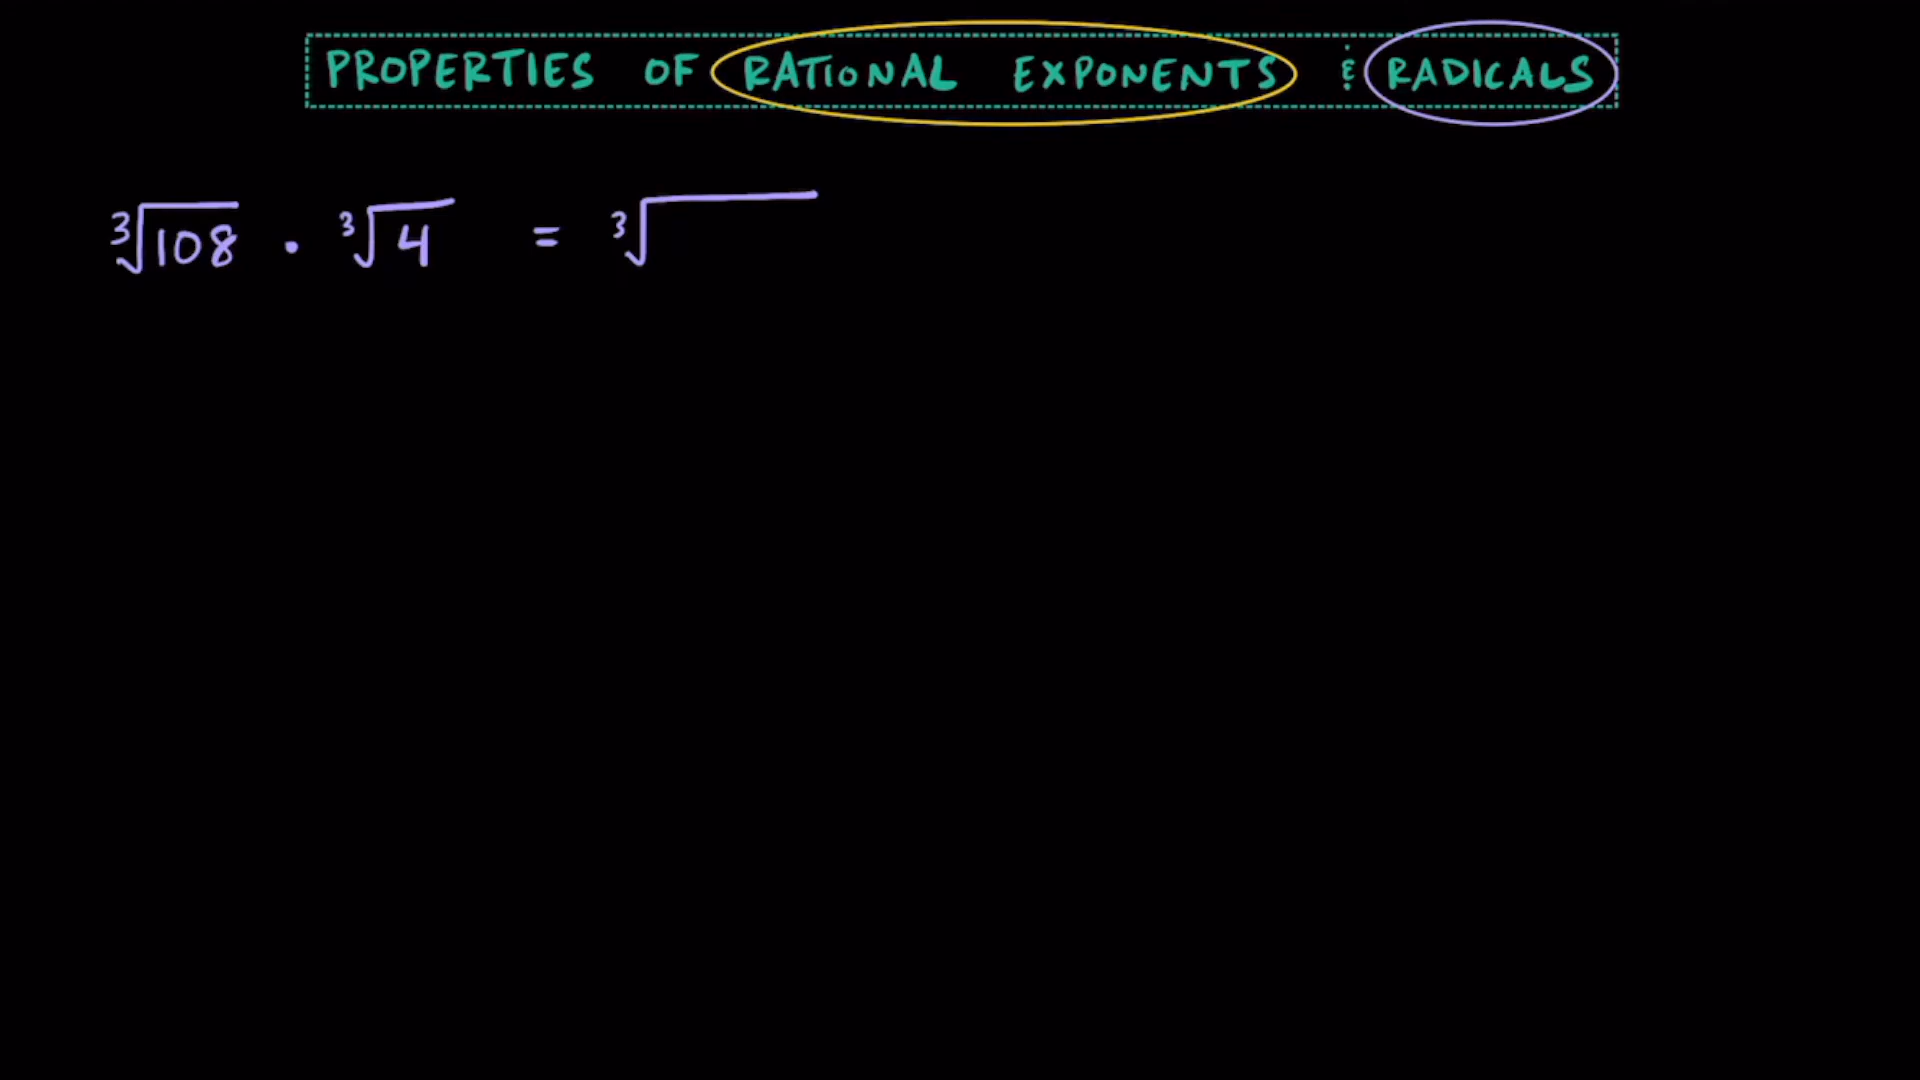 PROPERTIES OF RATIONAL EXPONENTS & RADICALS
∛108 · ∛4 = ∛